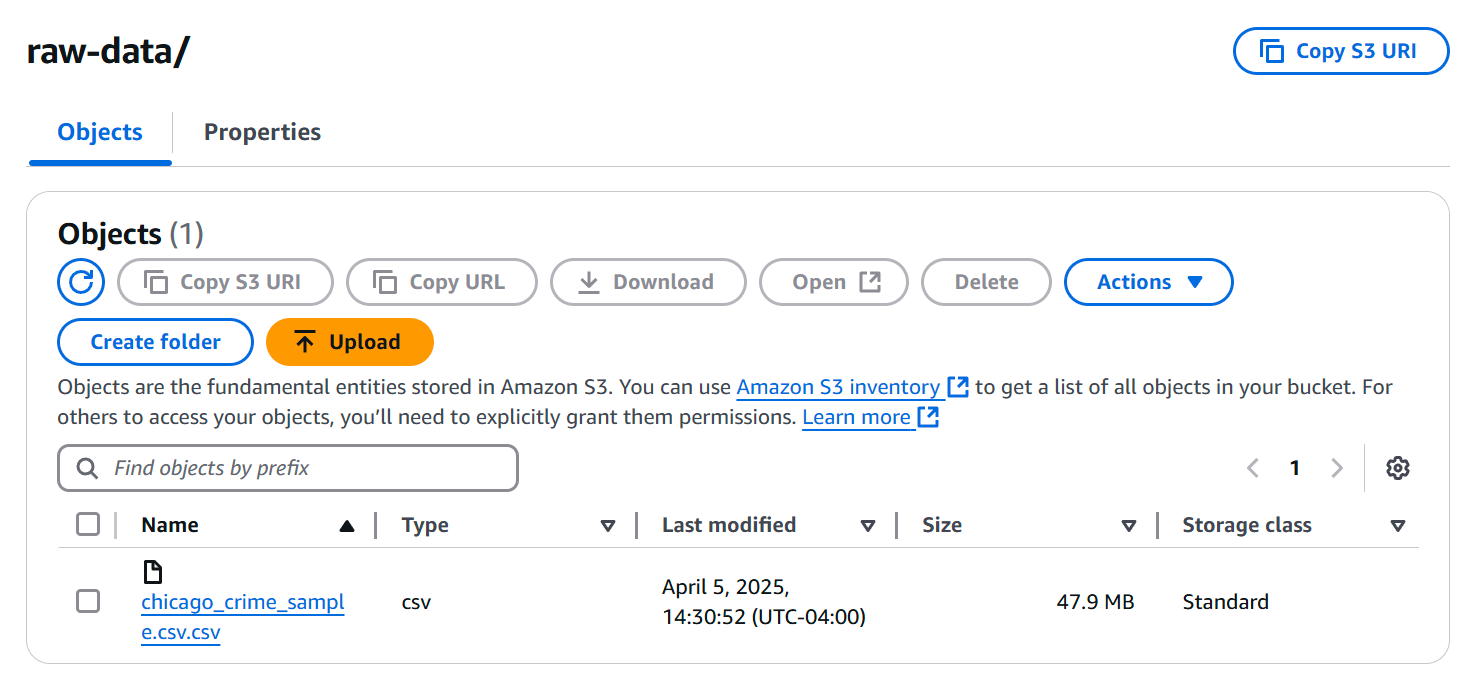 raw-data/
Copy S3 URI
Objects
Properties
Objects (1)
Copy S3 URI
Copy URL
Download
Open
Delete
Actions
Create folder
Upload
Objects are the fundamental entities stored in Amazon S3. You can use Amazon S3 inventory to get a list of all objects in your bucket. For
others to access your objects, you’ll need to explicitly grant them permissions. Learn more
Find objects by prefix
1
Name
Type
Last modified
Size
Storage class
chicago_crime_sampl
e.csv.csv
csv
April 5, 2025,
14:30:52 (UTC-04:00)
47.9 MB
Standard